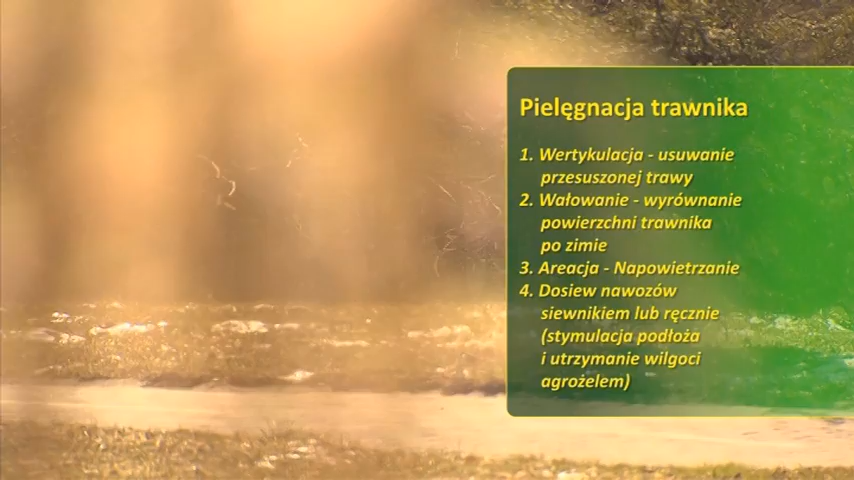 Pielęgnacja trawnika
1. Wertykulacja - usuwanie
przesuszonej trawy
2. Wałowanie - wyrównanie
powierzchni trawnika
po zimie
3. Areacja - Napowietrzanie
4. Dosiew nawozów
siewnikiem lub ręcznie
(stymulacja podłoża
i utrzymanie wilgoci
agrożelem)